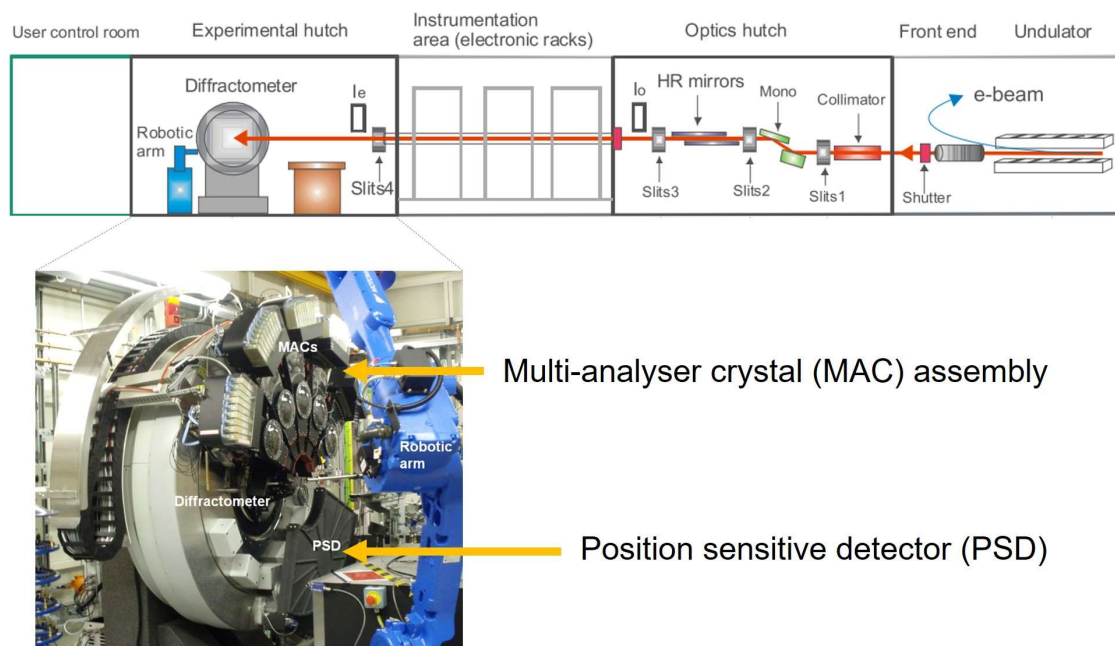 User control room
Experimental hutch
Instrumentation
area (electronic racks)
Optics hutch
Front end
Undulator
Diffractometer
Ie
Io
HR mirrors
Mono
Collimator
e-beam
Robotic
arm
Slits4
Slits3
Slits2
Slits1
Shutter
MACs
Multi-analyser crystal (MAC) assembly
Robotic
arm
Diffractometer
PSD
Position sensitive detector (PSD)